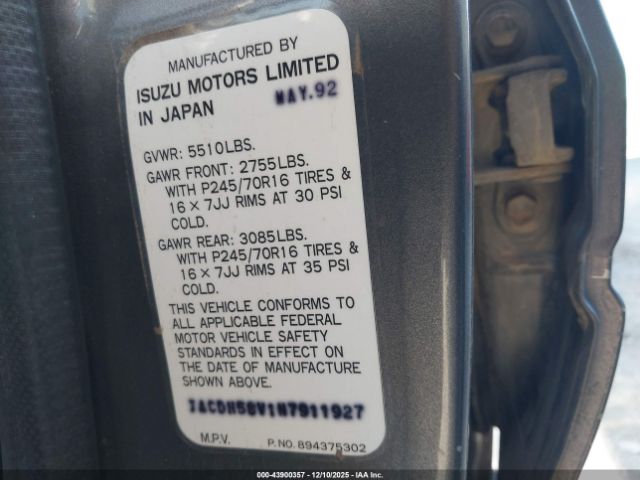 MANUFACTURED BY
ISUZU MOTORS LIMITED
IN JAPAN MAY.92
GVWR: 5510LBS.
GAWR FRONT: 2755LBS.
WITH P245/70R16 TIRES &
16 × 7JJ RIMS AT 30 PSI
COLD.
GAWR REAR: 3085LBS.
WITH P245/70R16 TIRES &
16 × 7JJ RIMS AT 35 PSI
COLD.
THIS VEHICLE CONFORMS TO
ALL APPLICABLE FEDERAL
MOTOR VEHICLE SAFETY
STANDARDS IN EFFECT ON
THE DATE OF MANUFACTURE
SHOWN ABOVE.
JACDH58V1N7911927
M.P.V. P.NO. 894375302
000-43900357 - 12/10/2025 - IAAI.COM